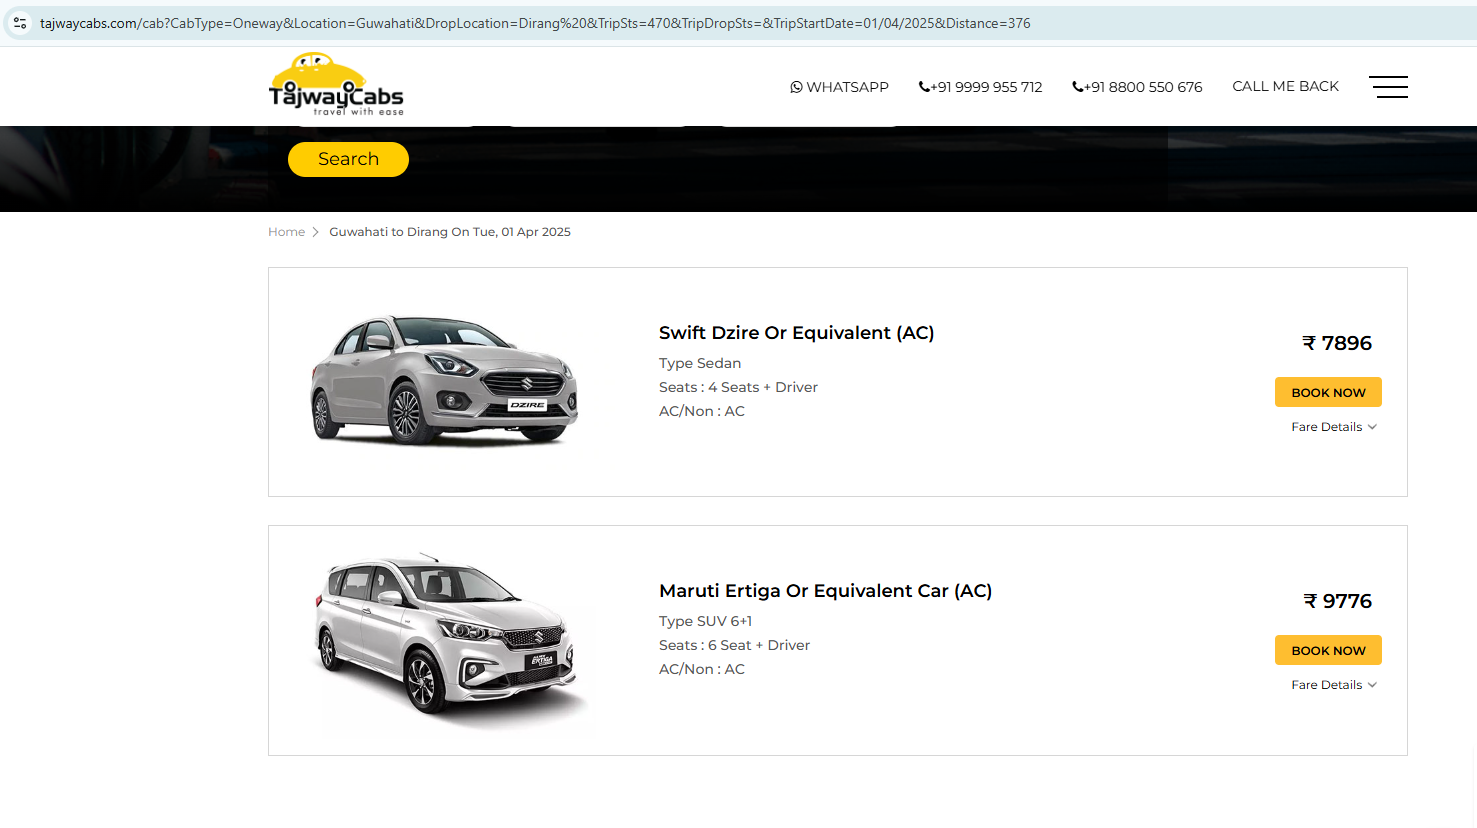 tajwaycabs.com/cab?CabType=Oneway&Location=Guwahati&DropLocation=Dirang%20&TripSts=470&TripDropSts=&TripStartDate=01/04/2025&Distance=376
TajwayCabs
travel with ease
WHATSAPP +91 9999 955 712 +91 8800 550 676 CALL ME BACK
Search
Home > Guwahati to Dirang On Tue, 01 Apr 2025
Swift Dzire Or Equivalent (AC)
₹ 7896
Type Sedan
Seats : 4 Seats + Driver
BOOK NOW
AC/Non : AC
Fare Details
DZIRE
Maruti Ertiga Or Equivalent Car (AC)
₹ 9776
Type SUV 6+1
Seats : 6 Seat + Driver
BOOK NOW
AC/Non : AC
Fare Details
ERTIGA